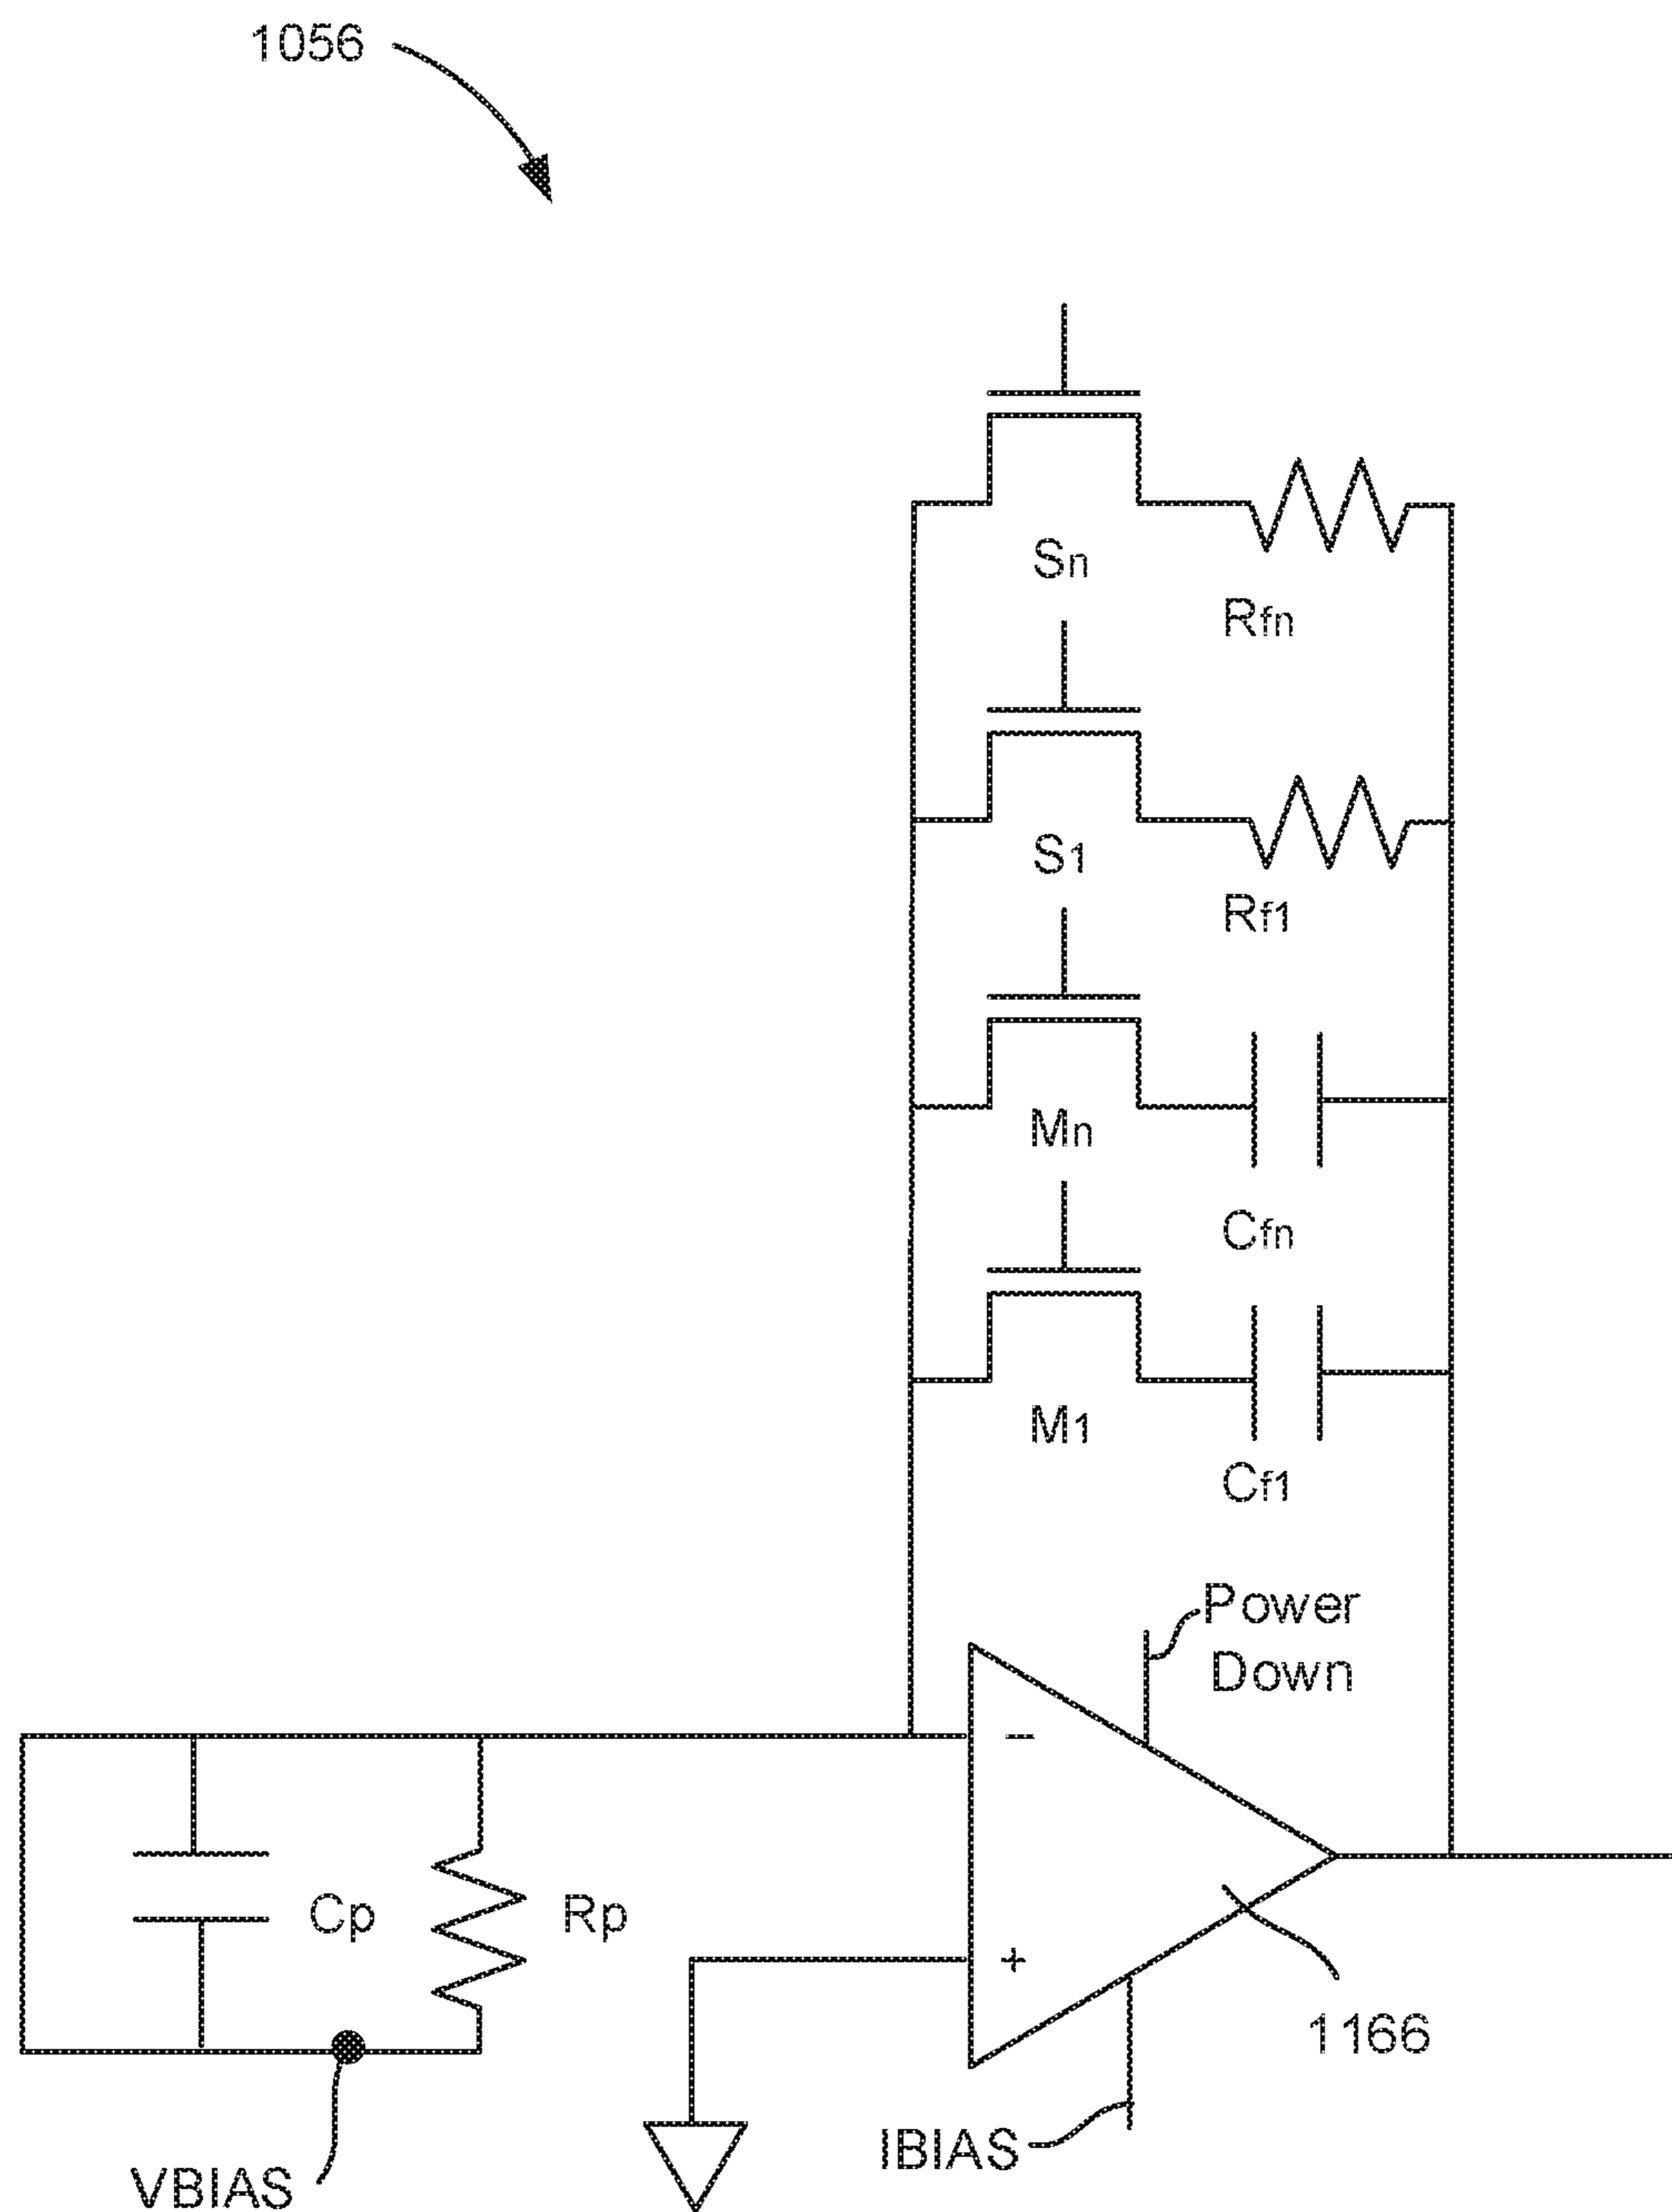 1056
Sn
Rfn
S1
Rf1
Mn
Cfn
M1
Cf1
Power
Down
−
Cp
Rp
+
1166
IBIAS
VBIAS